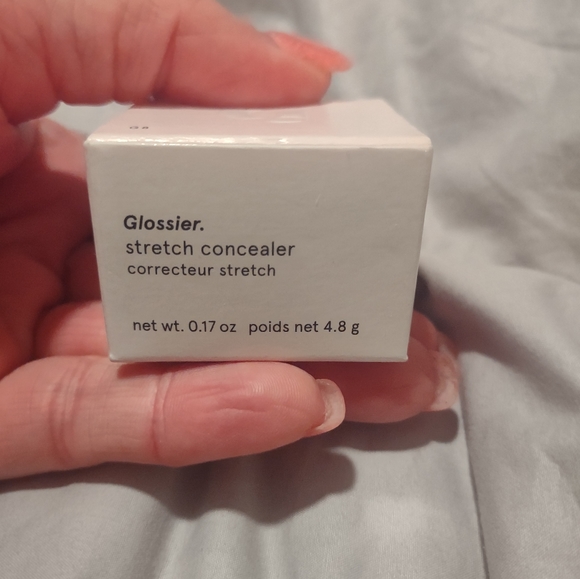 Glossier.
stretch concealer
correcteur stretch
net wt. 0.17 oz poids net 4.8 g